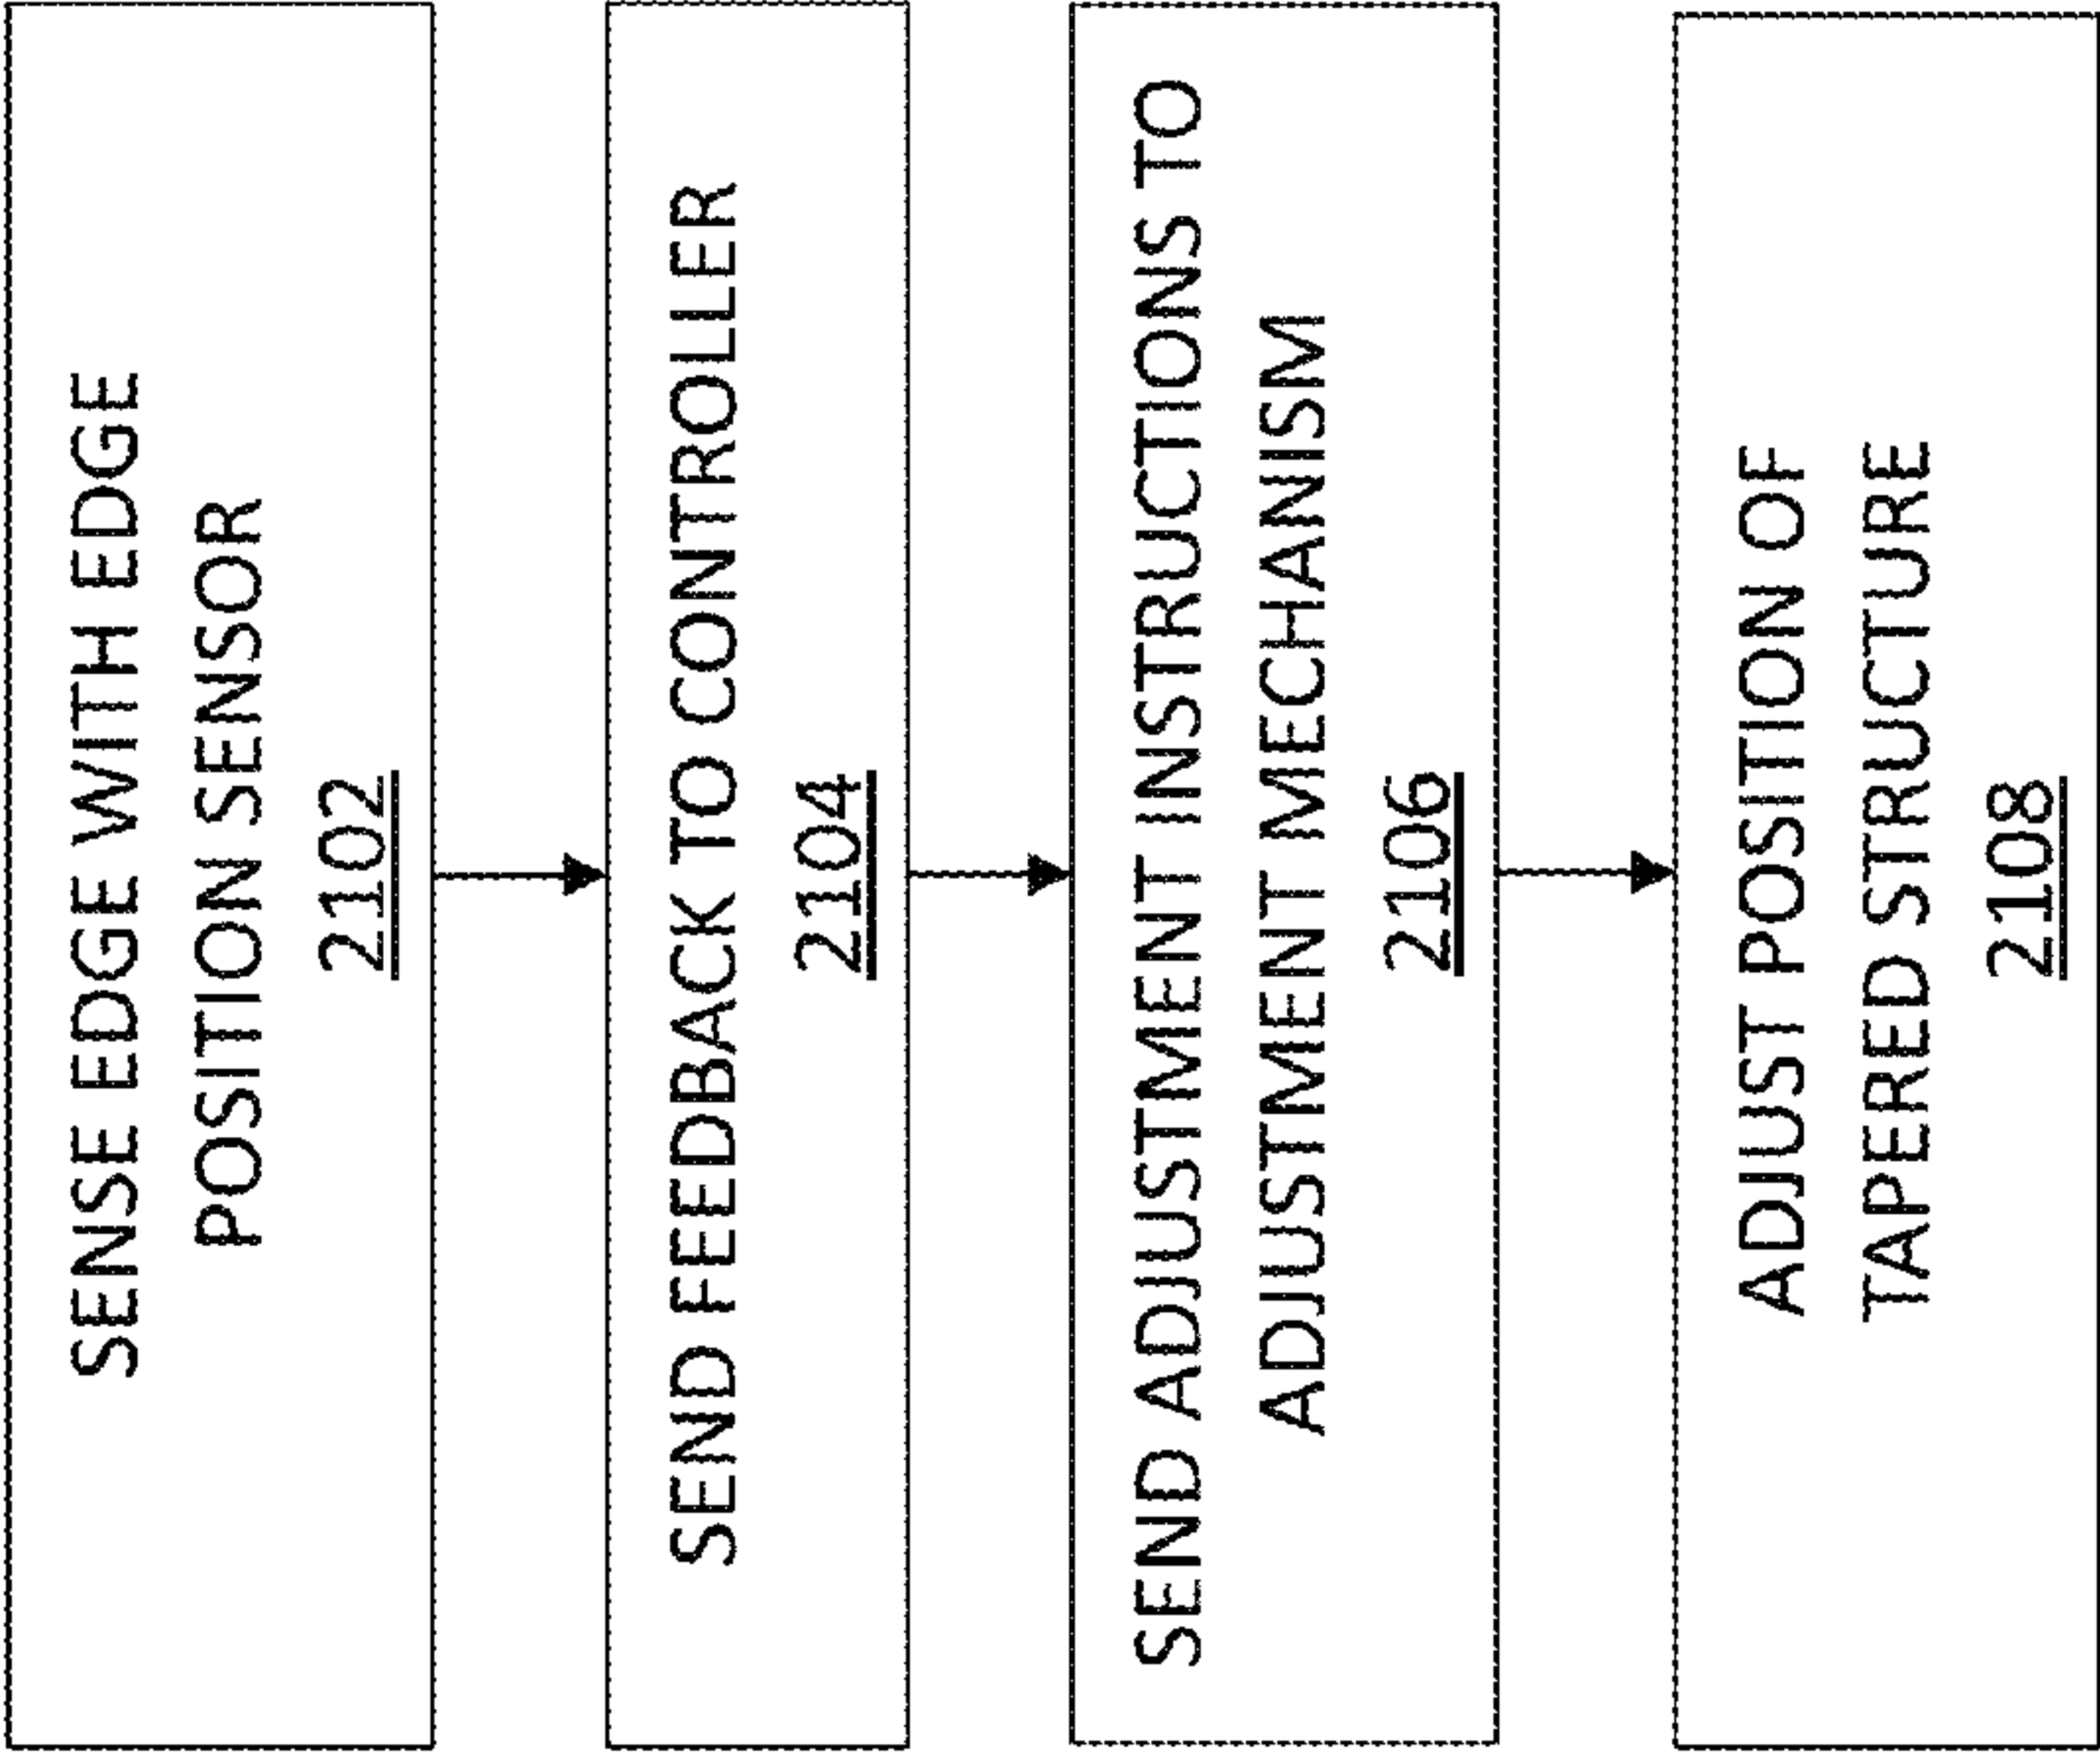 SENSE EDGE WITH EDGE
POSITION SENSOR
2102
SEND FEEDBACK TO CONTROLLER
2104
SEND ADJUSTMENT INSTRUCTIONS TO
ADJUSTMENT MECHANISM
2106
ADJUST POSITION OF
TAPERED STRUCTURE
2108